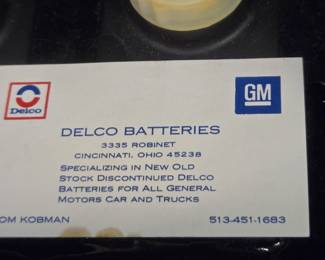 Delco
GM
DELCO BATTERIES
3335 ROBINET
CINCINNATI, OHIO 45238
SPECIALIZING IN NEW OLD
STOCK DISCONTINUED DELCO
BATTERIES FOR ALL GENERAL
MOTORS CAR AND TRUCKS
OM KOBMAN 513-451-1683